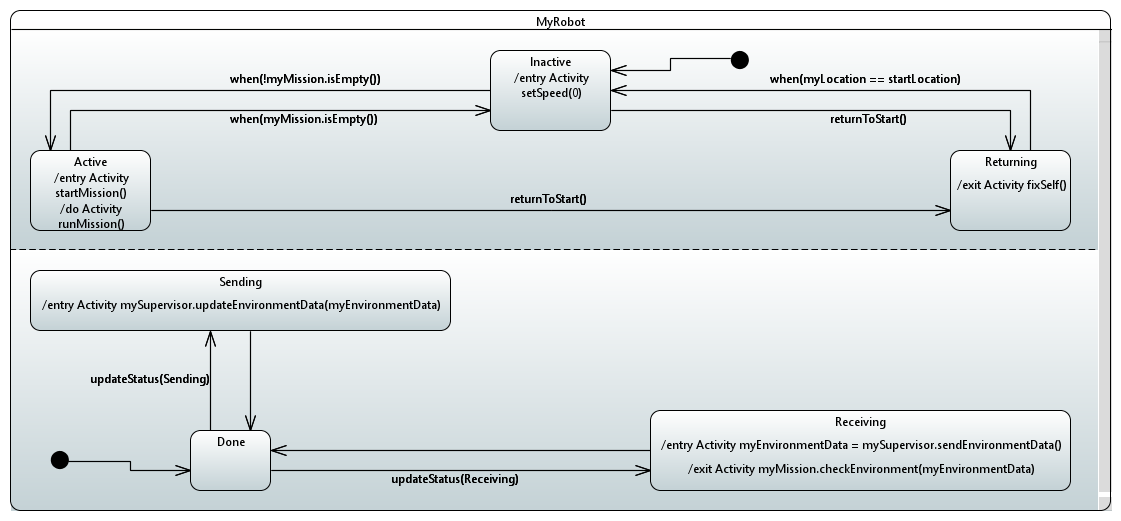 MyRobot
Inactive
/entry Activity
setSpeed(0)
when(!myMission.isEmpty())
when(myLocation == startLocation)
when(myMission.isEmpty())
returnToStart()
Active
/entry Activity
startMission()
/do Activity
runMission()
Returning
/exit Activity fixSelf()
returnToStart()
Sending
/entry Activity mySupervisor.updateEnvironmentData(myEnvironmentData)
updateStatus(Sending)
Done
Receiving
/entry Activity myEnvironmentData = mySupervisor.sendEnvironmentData()
/exit Activity myMission.checkEnvironment(myEnvironmentData)
updateStatus(Receiving)